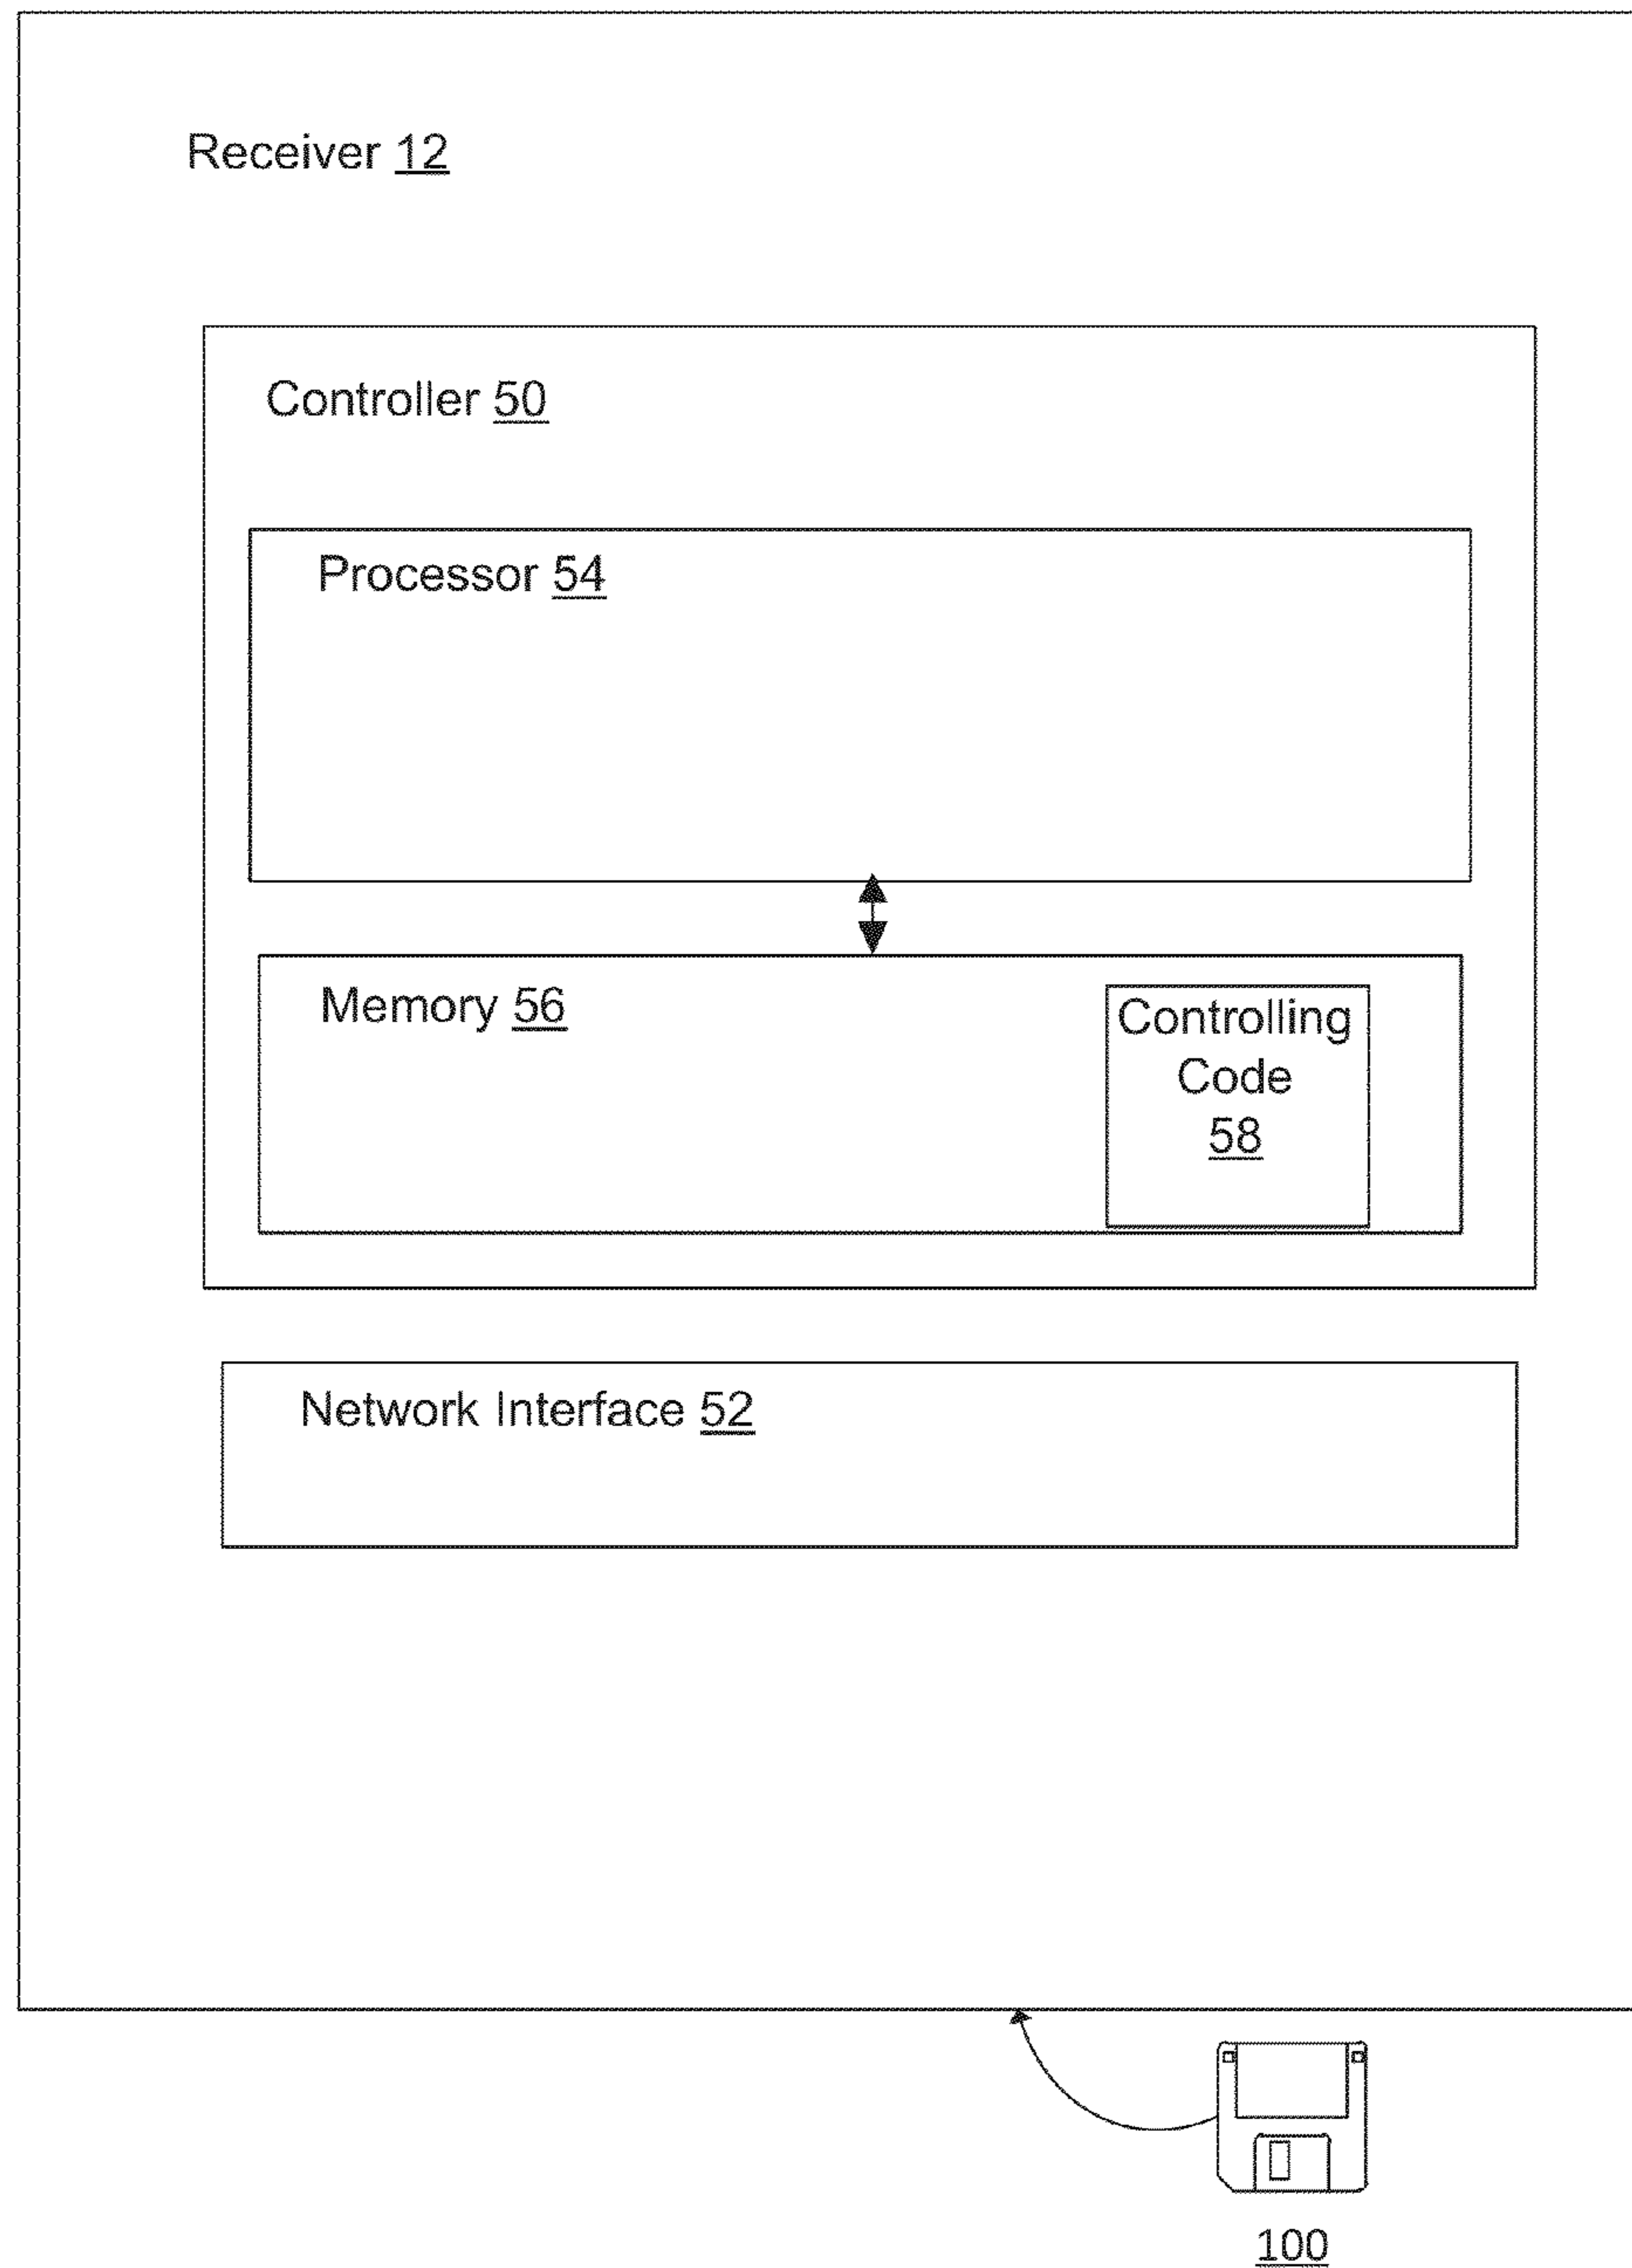 Receiver 12
Controller 50
Processor 54
Memory 56
Controlling
Code
58
Network Interface 52
100